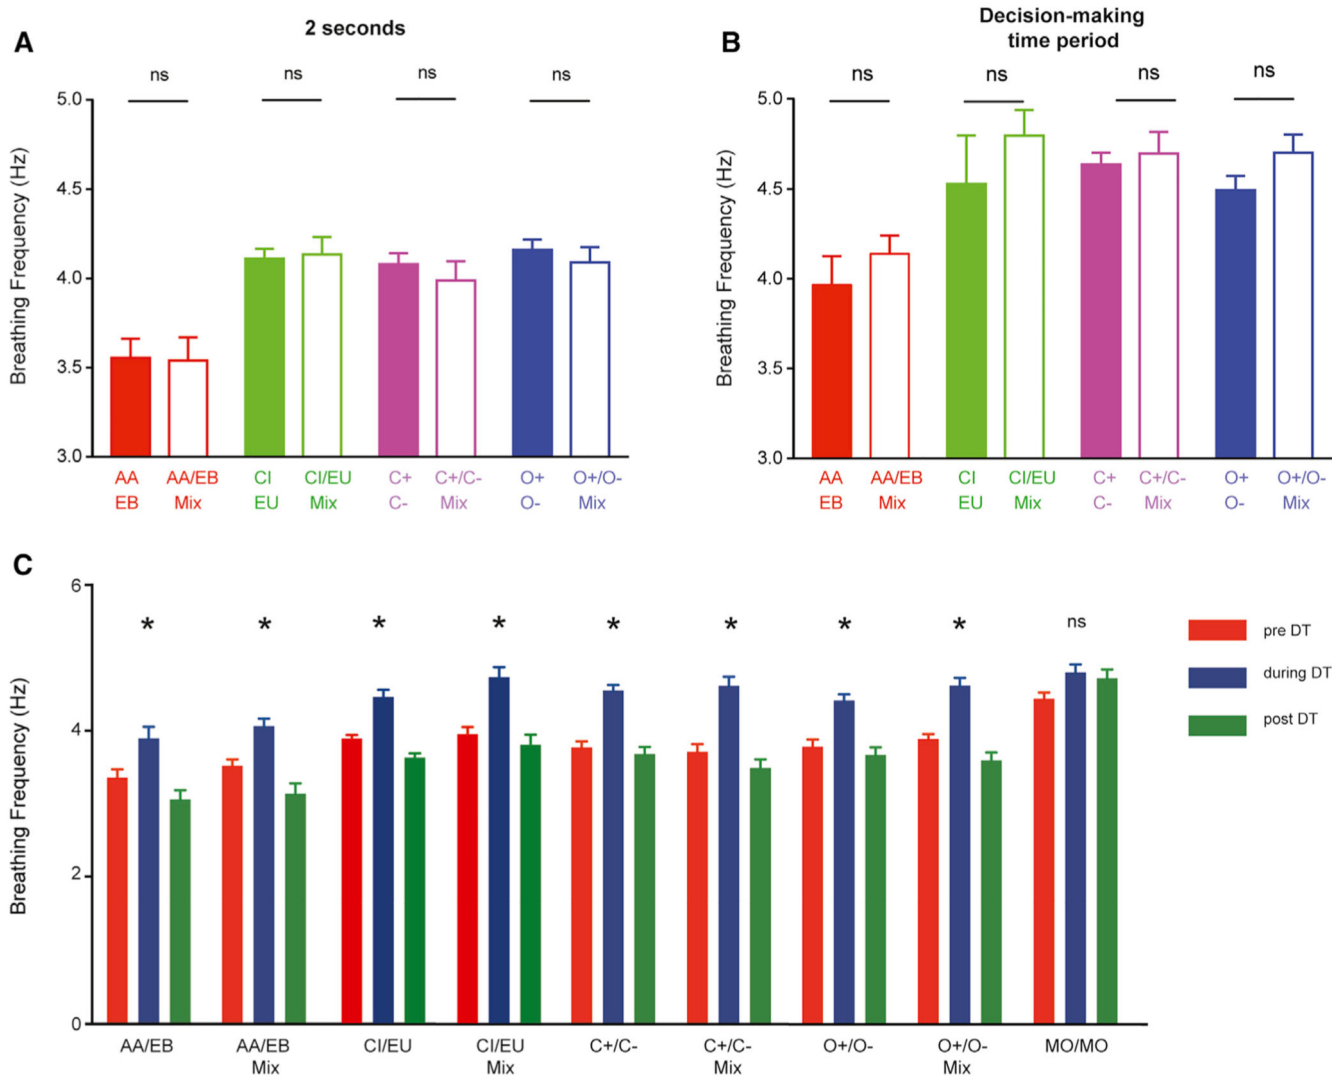 A
2 seconds
ns
ns
ns
ns
5.0
4.5
4.0
3.5
3.0
Breathing Frequency (Hz)
AA AA/EB CI CI/EU C+ C+/C- O+ O+/O-
EB Mix EU Mix C- Mix O- Mix
B
Decision-making
time period
ns
ns
ns
ns
5.0
4.5
4.0
3.5
3.0
Breathing Frequency (Hz)
AA AA/EB CI CI/EU C+ C+/C- O+ O+/O-
EB Mix EU Mix C- Mix O- Mix
C
6
4
2
0
Breathing Frequency (Hz)
* * * * * * * * ns
pre DT
during DT
post DT
AA/EB AA/EB CI/EU CI/EU C+/C- C+/C- O+/O- O+/O- MO/MO
Mix Mix Mix Mix